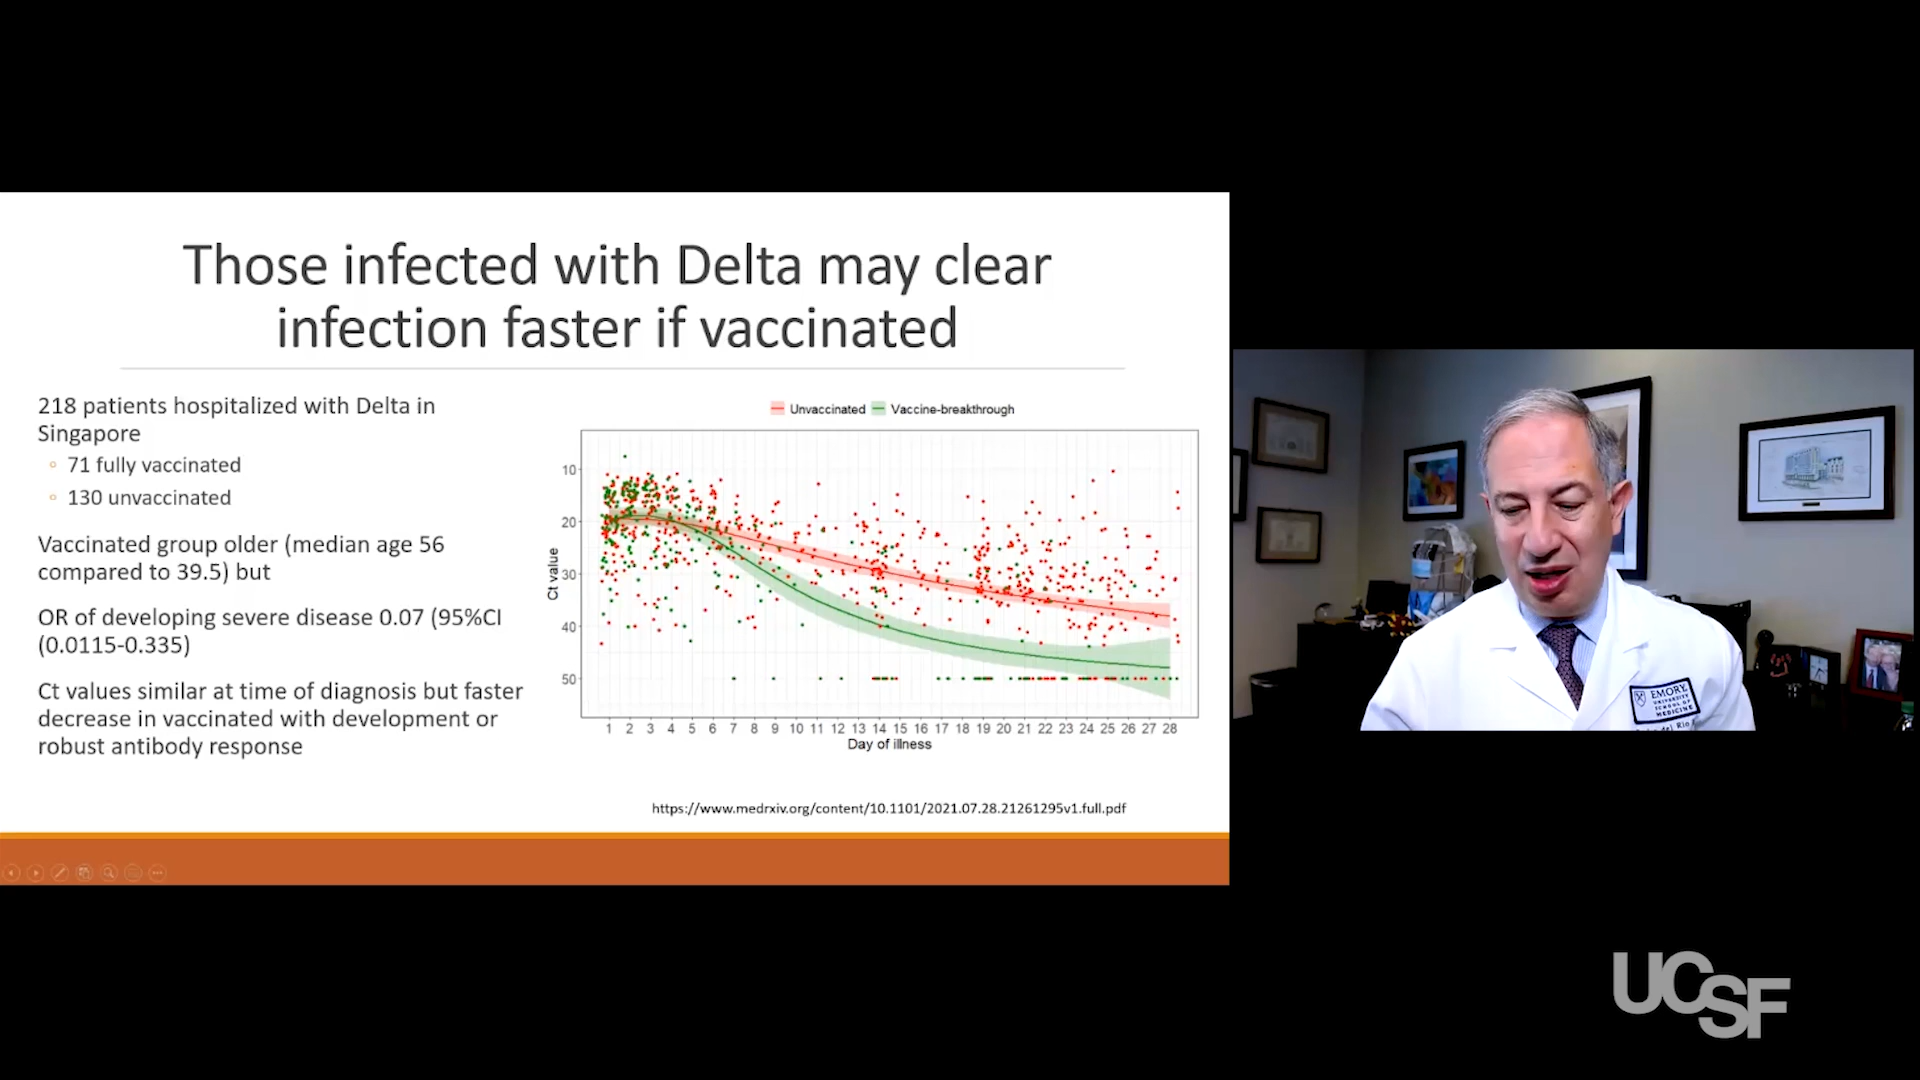 Those infected with Delta may clear
infection faster if vaccinated
218 patients hospitalized with Delta in
Singapore
71 fully vaccinated
130 unvaccinated
Vaccinated group older (median age 56
compared to 39.5) but
OR of developing severe disease 0.07 (95%CI
(0.0115-0.335)
Ct values similar at time of diagnosis but faster
decrease in vaccinated with development or
robust antibody response
Unvaccinated Vaccine-breakthrough
Ct value
10
20
30
40
50
1 2 3 4 5 6 7 8 9 10 11 12 13 14 15 16 17 18 19 20 21 22 23 24 25 26 27 28
Day of illness
https://www.medrxiv.org/content/10.1101/2021.07.28.21261295v1.full.pdf
EMORY
UNIVERSITY
SCHOOL OF
MEDICINE
del Rio
UCSF